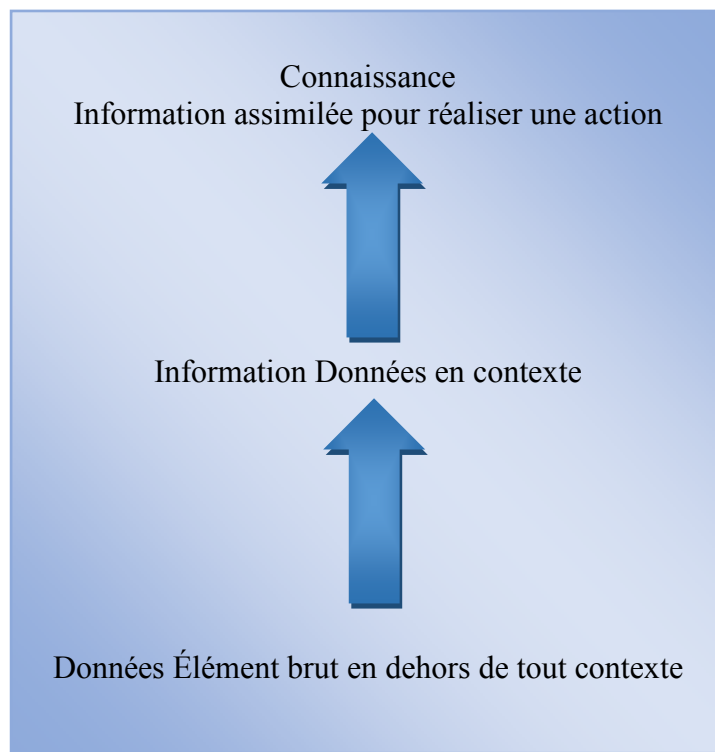 Connaissance
Information assimilée pour réaliser une action
Information Données en contexte
Données Élément brut en dehors de tout contexte